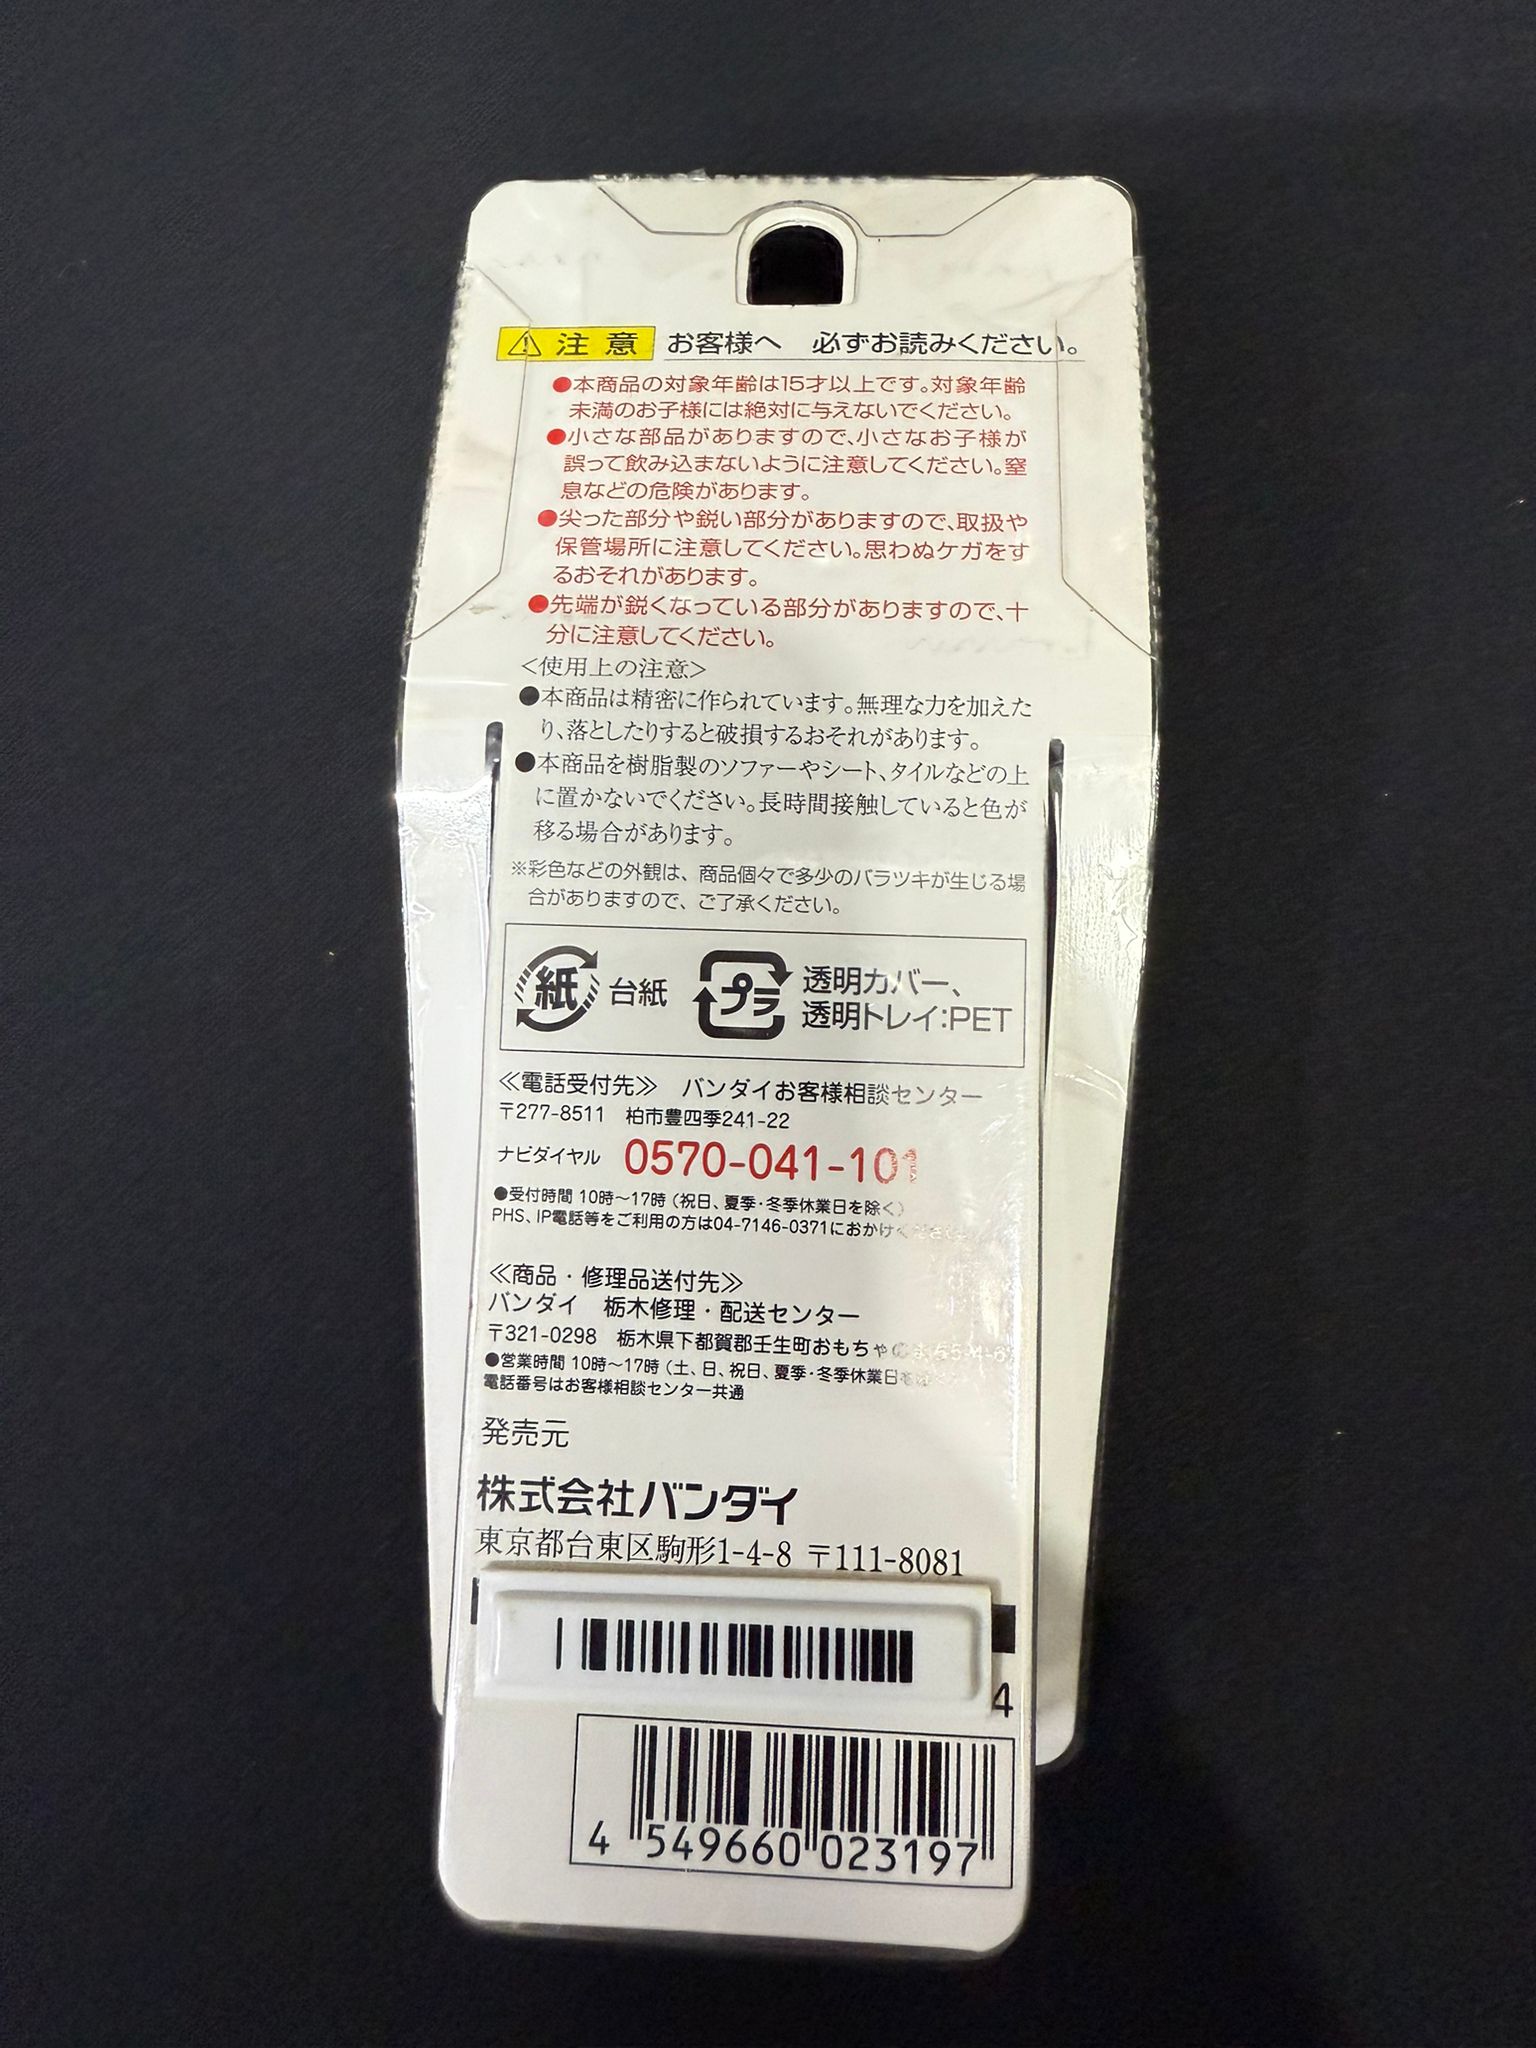 注意 お客様へ 必ずお読みください。
●本商品の対象年齢は15才以上です。対象年齢
未満のお子様には絶対に与えないでください。
●小さな部品がありますので、小さなお子様が
誤って飲み込まないように注意してください。窒
息などの危険があります。
●尖った部分や鋭い部分がありますので、取扱や
保管場所に注意してください。思わぬケガをす
るおそれがあります。
●先端が鋭くなっている部分がありますので、十
分に注意してください。
<使用上の注意>
●本商品は精密に作られています。無理な力を加えた
り、落としたりすると破損するおそれがあります。
●本商品を樹脂製のソファーやシート、タイルなどの上
に置かないでください。長時間接触していると色が
移る場合があります。
※彩色などの外観は、商品個々で多少のバラツキが生じる場
合がありますので、ご了承ください。
紙 台紙 プラ 透明カバー、
透明トレイ:PET
≪電話受付先≫ バンダイお客様相談センター
〒277-8511 柏市豊四季241-22
ナビダイヤル 0570-041-101
●受付時間 10時～17時 (祝日、夏季・冬季休業日を除く)
PHS、IP電話等をご利用の方は04-7146-0371におかけください
≪商品・修理品送付先≫
バンダイ 栃木修理・配送センター
〒321-0298 栃木県下都賀郡壬生町おもちゃの
●営業時間 10時～17時 (土、日、祝日、夏季・冬季休業日を除く
電話番号はお客様相談センター共通
発売元
株式会社バンダイ
東京都台東区駒形1-4-8 〒111-8081
4
4 549660 023197